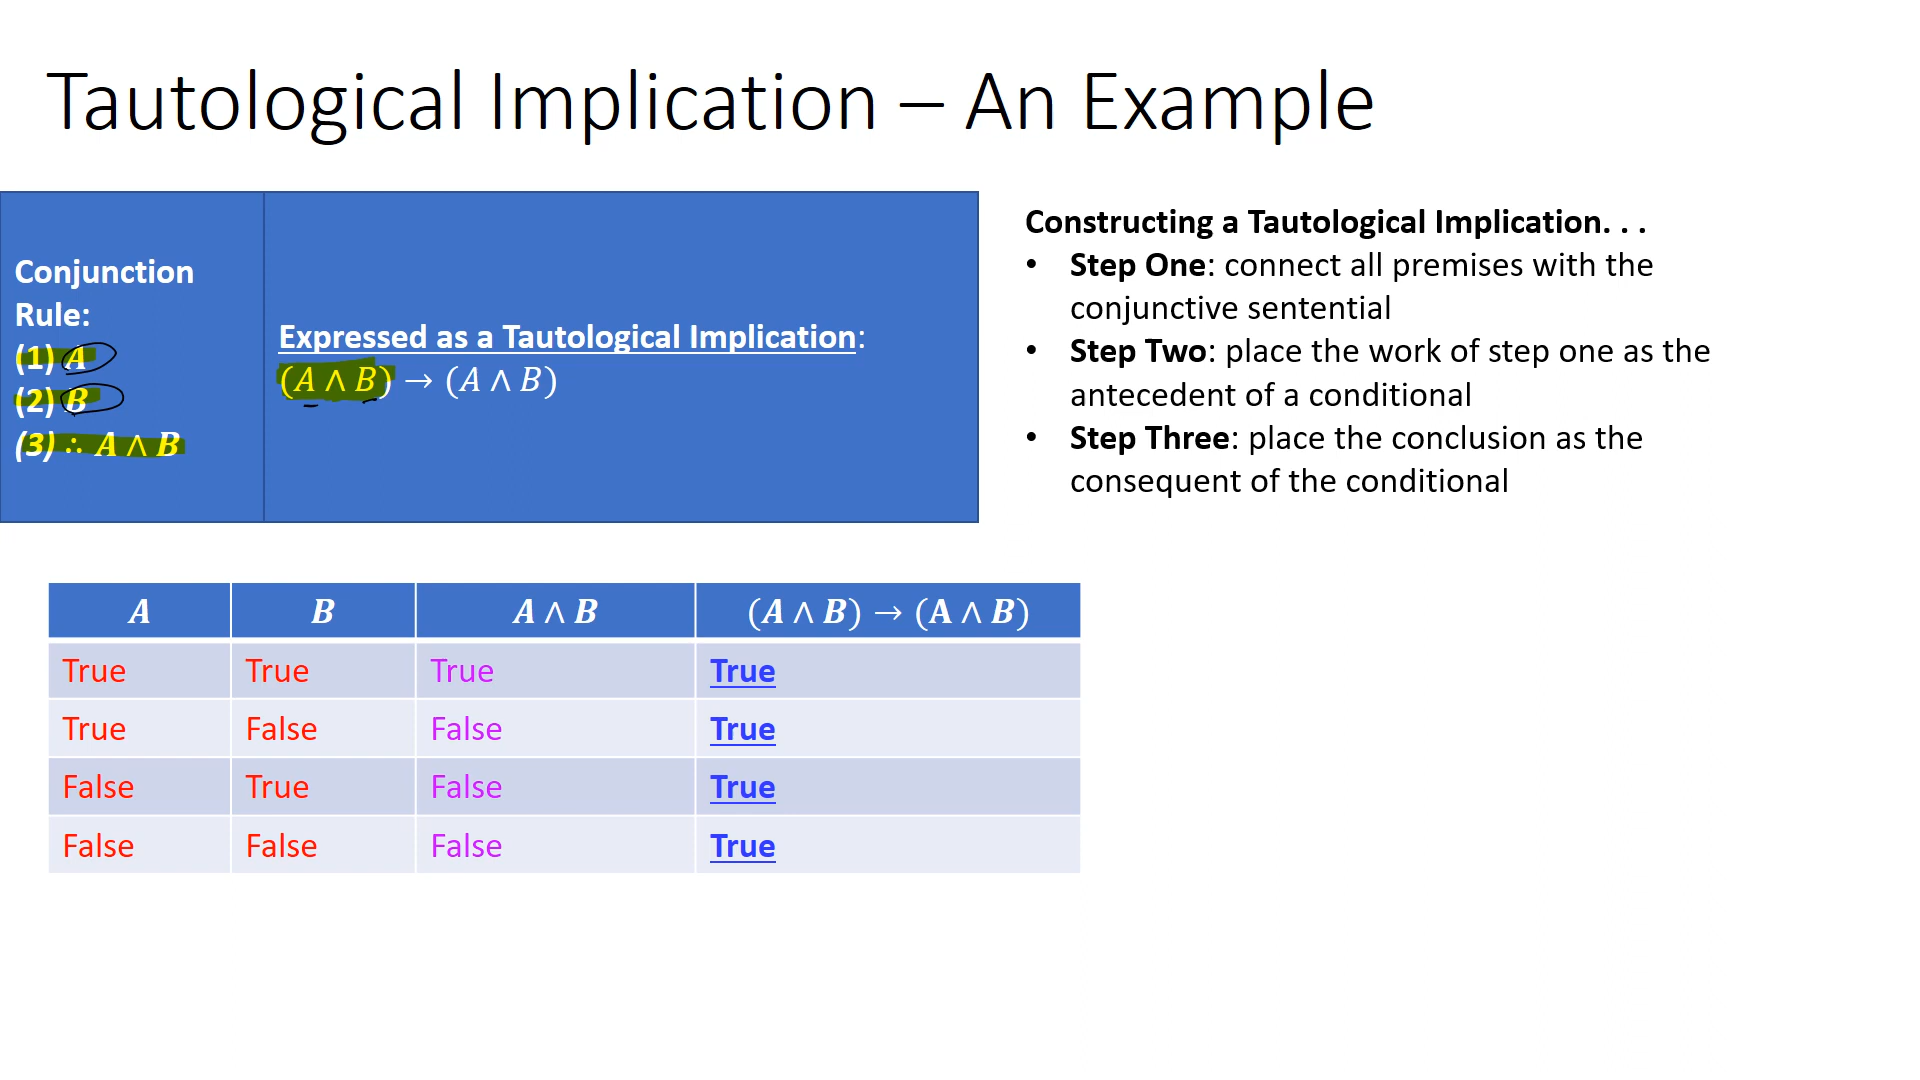 Tautological Implication – An Example
Conjunction
Rule:
(1) A
(2) B
(3) ∴ A ∧ B
Expressed as a Tautological Implication:
(A ∧ B) → (A ∧ B)
Constructing a Tautological Implication. . .
• Step One: connect all premises with the
conjunctive sentential
• Step Two: place the work of step one as the
antecedent of a conditional
• Step Three: place the conclusion as the
consequent of the conditional
A B A ∧ B (A ∧ B) → (A ∧ B)
True True True True
True False False True
False True False True
False False False True